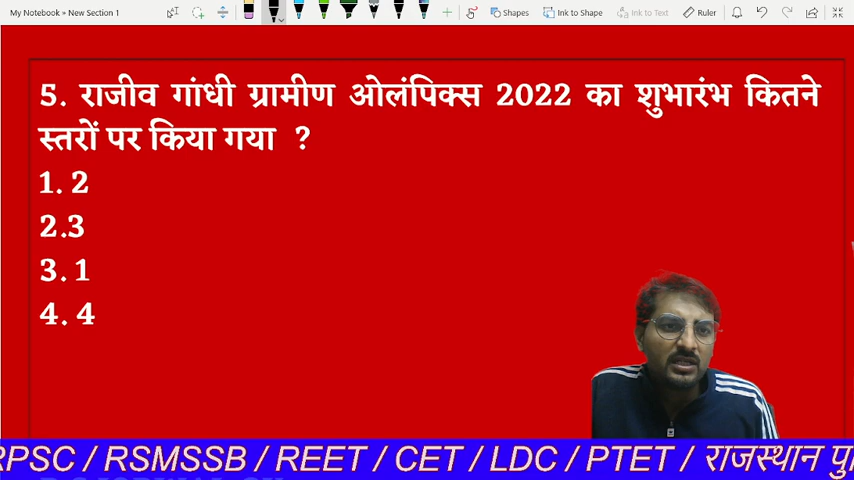 My Notebook » New Section 1
Shapes
Ink to Shape
Ink to Text
Ruler
5. राजीव गांधी ग्रामीण ओलंपिक्स 2022 का शुभारंभ कितने
स्तरों पर किया गया ?
1. 2
2.3
3. 1
4. 4
RPSC / RSMSSB / REET / CET / LDC / PTET / राजस्थान